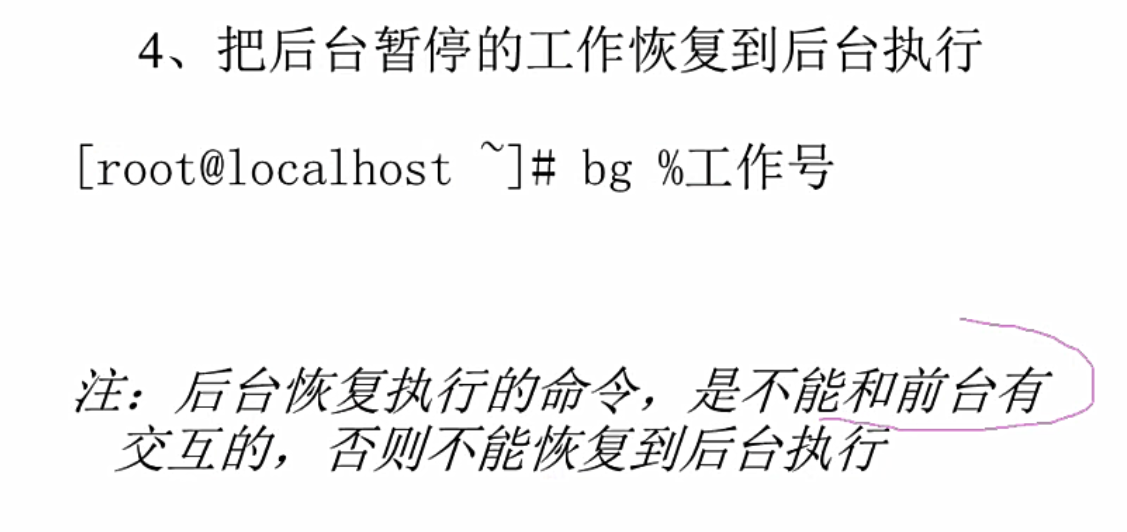 4、把后台暂停的工作恢复到后台执行
[root@localhost ~]# bg %工作号
注：后台恢复执行的命令，是不能和前台有
交互的，否则不能恢复到后台执行